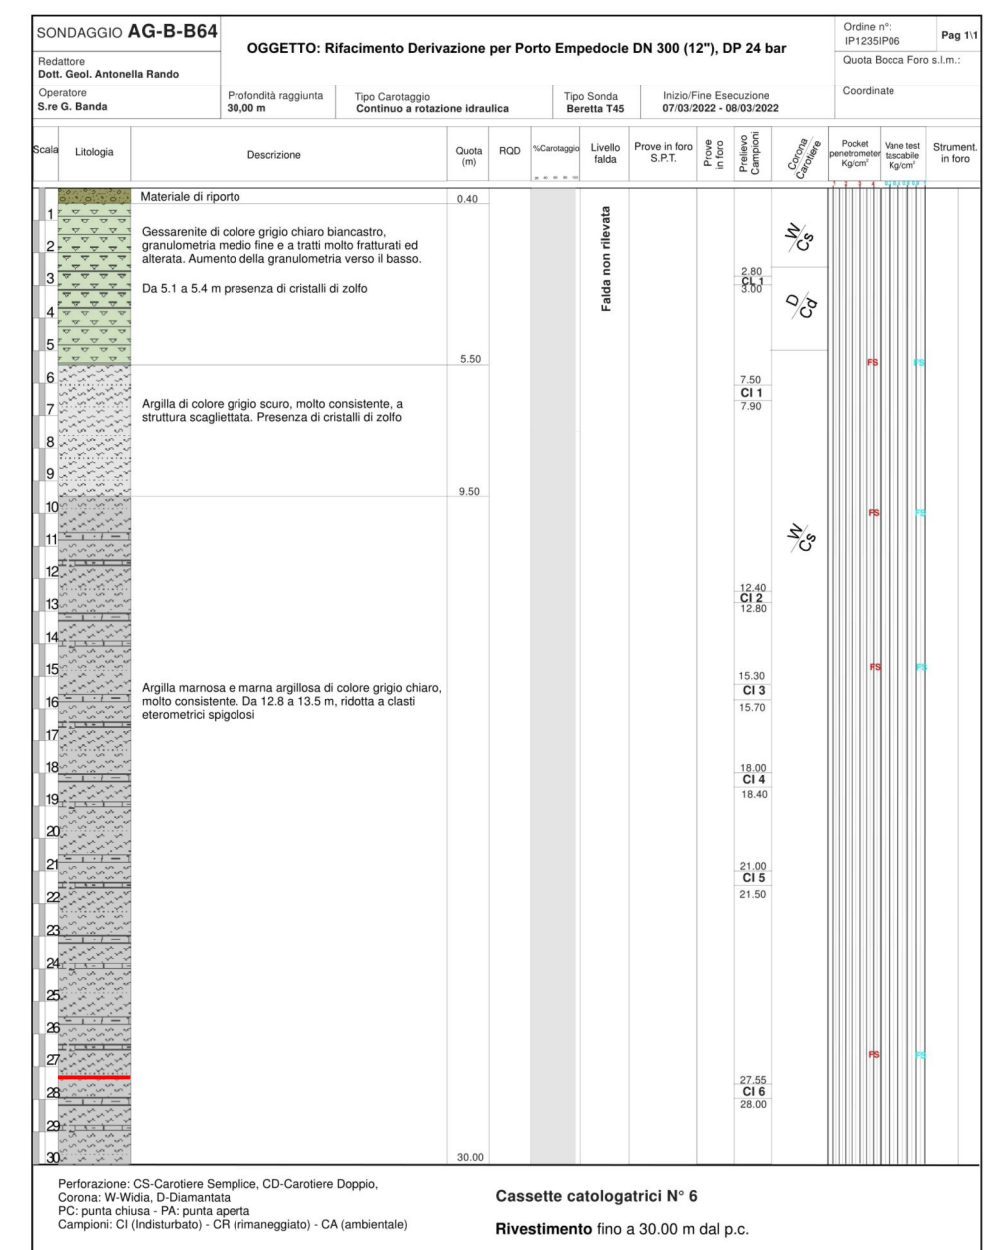 SONDAGGIO AG-B-B64
OGGETTO: Rifacimento Derivazione per Porto Empedocle DN 300 (12"), DP 24 bar
Ordine n°:
IP1235IP06
Pag 1\1
Redattore
Dott. Geol. Antonella Rando
Quota Bocca Foro s.l.m.:
Operatore
S.re G. Banda
Profondità raggiunta
30,00 m
Tipo Carotaggio
Continuo a rotazione idraulica
Tipo Sonda
Beretta T45
Inizio/Fine Esecuzione
07/03/2022 - 08/03/2022
Coordinate
Scala
Litologia
Descrizione
Quota
(m)
RQD
%Carotaggio
Livello
falda
Prove in foro
S.P.T.
Prove
in foro
Prelievo
Campioni
Corona
Carotiere
Pocket
penetrometer
Kg/cm²
Vane test
tascabile
Kg/cm²
Strument.
in foro
1 2 3 4
Materiale di riporto
0.40
1
Gessarenite di colore grigio chiaro biancastro,
granulometria medio fine e a tratti molto fratturati ed
alterata. Aumento della granulometria verso il basso.
Da 5.1 a 5.4 m presenza di cristalli di zolfo
Falda non rilevata
W
Cs
2
2.80
CL 1
3.00
3
D
Cd
4
5
5.50
FS
FS
6
7.50
CI 1
7.90
Argilla di colore grigio scuro, molto consistente, a
struttura scagliettata. Presenza di cristalli di zolfo
7
8
9
9.50
10
FS
FS
11
W
Cs
12
12.40
CI 2
12.80
13
14
15
FS
FS
15.30
CI 3
15.70
Argilla marnosa e marna argillosa di colore grigio chiaro,
molto consistente. Da 12.8 a 13.5 m, ridotta a clasti
eterometrici spigolosi
16
17
18
18.00
CI 4
18.40
19
20
21
21.00
CI 5
21.50
22
23
24
25
26
27
FS
FS
27.55
CI 6
28.00
28
29
30
30.00
Perforazione: CS-Carotiere Semplice, CD-Carotiere Doppio,
Corona: W-Widia, D-Diamantata
PC: punta chiusa - PA: punta aperta
Campioni: CI (Indisturbato) - CR (rimaneggiato) - CA (ambientale)
Cassette catologatrici N° 6
Rivestimento fino a 30.00 m dal p.c.